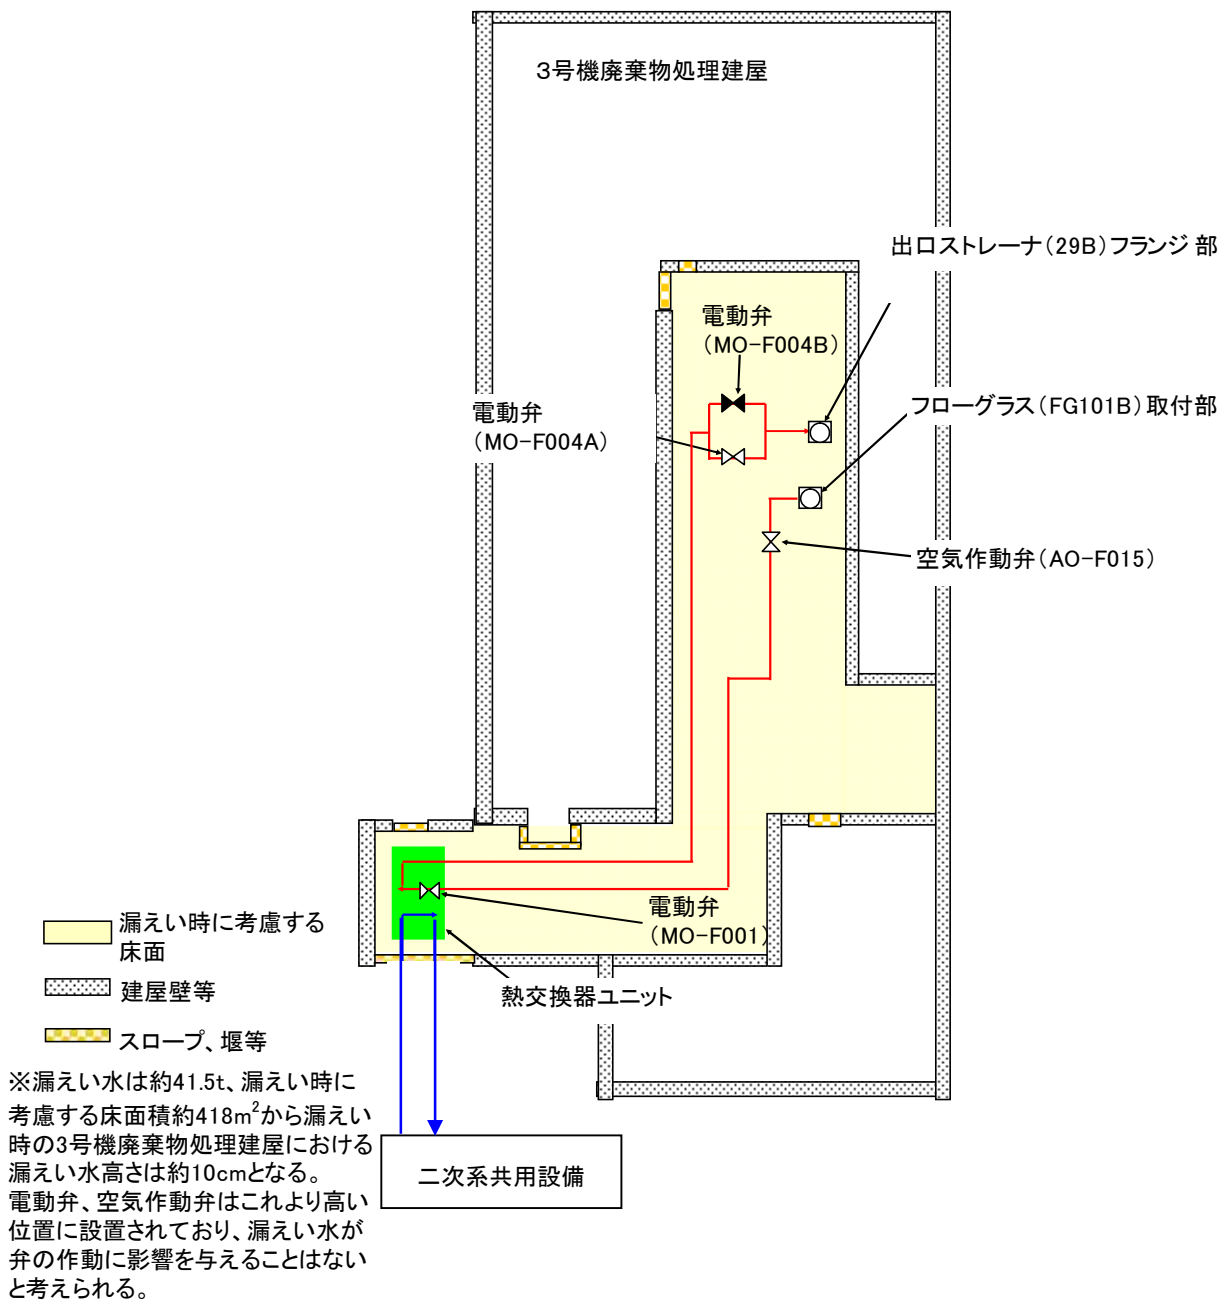 ３号機廃棄物処理建屋
出口ストレーナ（29B）フランジ 部
電動弁
（MO-F004B）
フローグラス（FG101B）取付部
電動弁
（MO-F004A）
空気作動弁（AO-F015）
電動弁
（MO-F001）
熱交換器ユニット
漏えい時に考慮する
床面
建屋壁等
スロープ、堰等
※漏えい水は約41.5t、漏えい時に
考慮する床面積約418m²から漏えい
時の3号機廃棄物処理建屋における
漏えい水高さは約10cmとなる。
電動弁、空気作動弁はこれより高い
位置に設置されており、漏えい水が
弁の作動に影響を与えることはない
と考えられる。
二次系共用設備